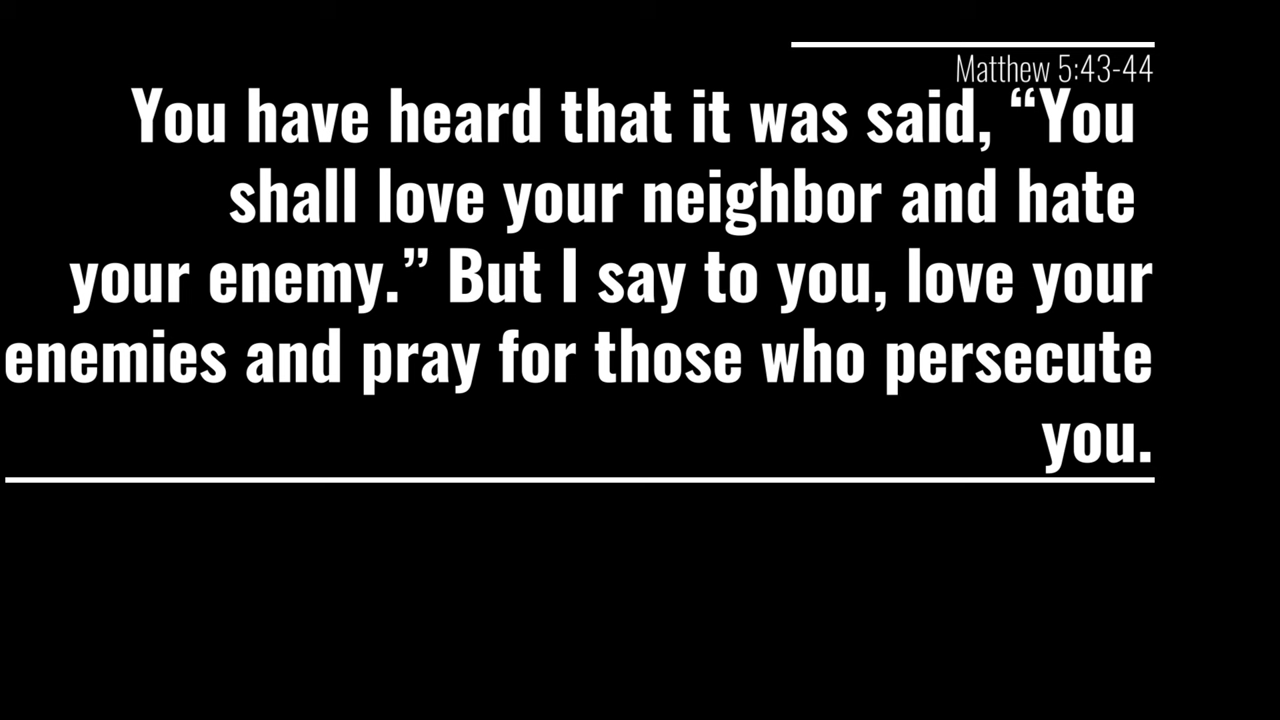 Matthew 5:43-44
You have heard that it was said, “You
shall love your neighbor and hate
your enemy.” But I say to you, love your
enemies and pray for those who persecute
you.